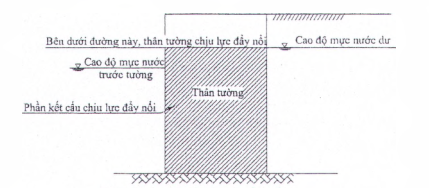 Bên dưới đường này, thân tường chịu lực đẩy nổi
Cao độ mực nước dư
Cao độ mực nước
trước tường
Thân tường
Phần kết cấu chịu lực đẩy nổi